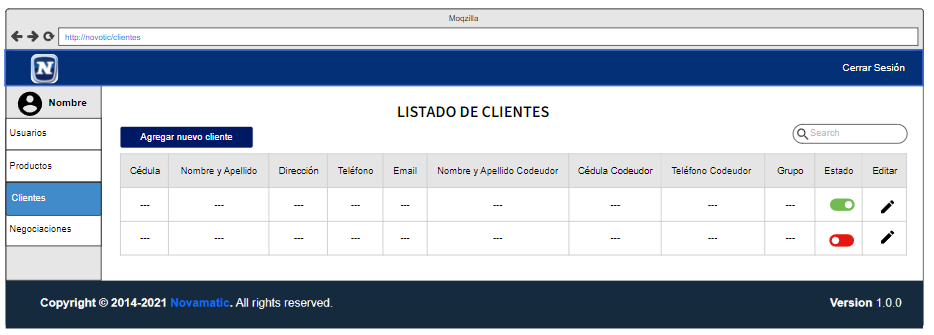 Moqzilla
http://novotic/clientes
N
Cerrar Sesión
Nombre
Usuarios
Productos
Clientes
Negociaciones
LISTADO DE CLIENTES
Agregar nuevo cliente
Search
Cédula Nombre y Apellido Dirección Teléfono Email Nombre y Apellido Codeudor Cédula Codeudor Teléfono Codeudor Grupo Estado Editar
--- --- --- --- --- --- --- --- ---
--- --- --- --- --- --- --- --- ---
Copyright © 2014-2021 Novamatic. All rights reserved.
Version 1.0.0